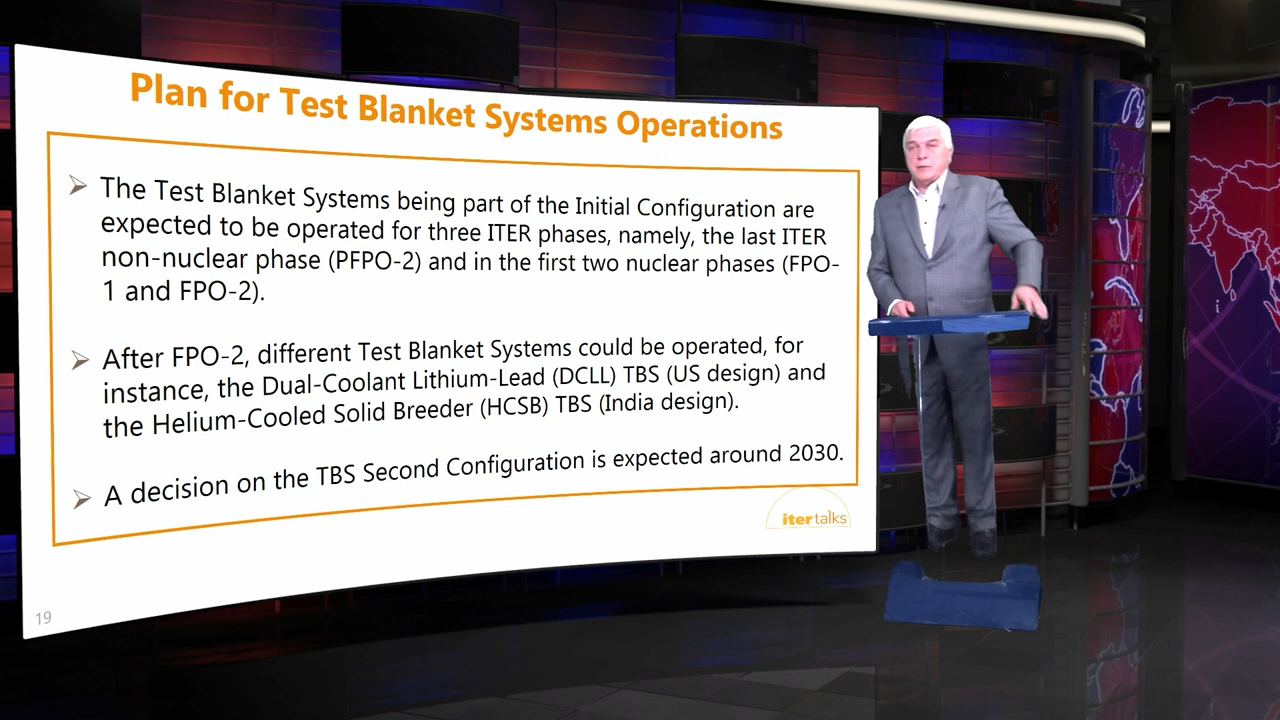 Plan for Test Blanket Systems Operations
The Test Blanket Systems being part of the Initial Configuration are
expected to be operated for three ITER phases, namely, the last ITER
non-nuclear phase (PFPO-2) and in the first two nuclear phases (FPO-
1 and FPO-2).
After FPO-2, different Test Blanket Systems could be operated, for
instance, the Dual-Coolant Lithium-Lead (DCLL) TBS (US design) and
the Helium-Cooled Solid Breeder (HCSB) TBS (India design).
A decision on the TBS Second Configuration is expected around 2030.
iter talks
19